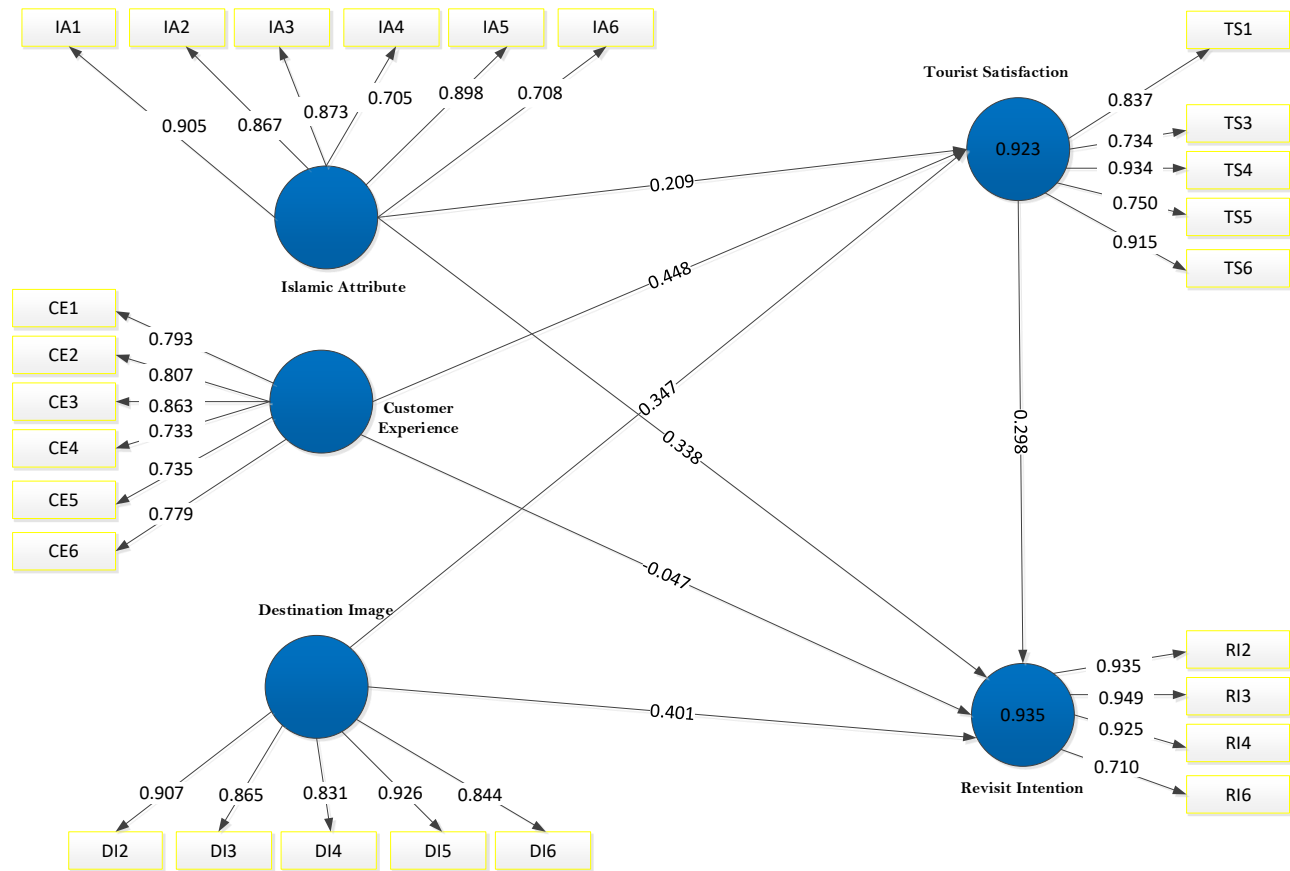 IA1
IA2
IA3
IA4
IA5
IA6
0.905
0.867
0.873
0.705
0.898
0.708
TS1
Tourist Satisfaction
0.923
0.837
0.734
0.934
0.750
0.915
TS3
TS4
TS5
TS6
0.209
Islamic Attribute
0.448
CE1
CE2
CE3
CE4
CE5
CE6
0.793
0.807
0.863
0.733
0.735
0.779
Customer
Experience
0.347
0.338
0.298
-0.047
Destination Image
0.401
0.935
Revisit Intention
0.935
0.949
0.925
0.710
RI2
RI3
RI4
RI6
0.907
0.865
0.831
0.926
0.844
DI2
DI3
DI4
DI5
DI6